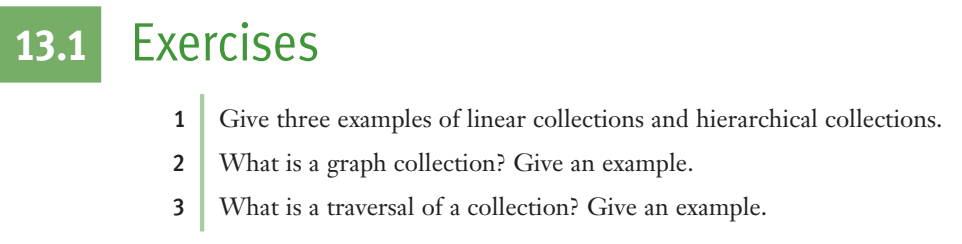 13.1 Exercises
1 Give three examples of linear collections and hierarchical collections.
2 What is a graph collection? Give an example.
3 What is a traversal of a collection? Give an example.